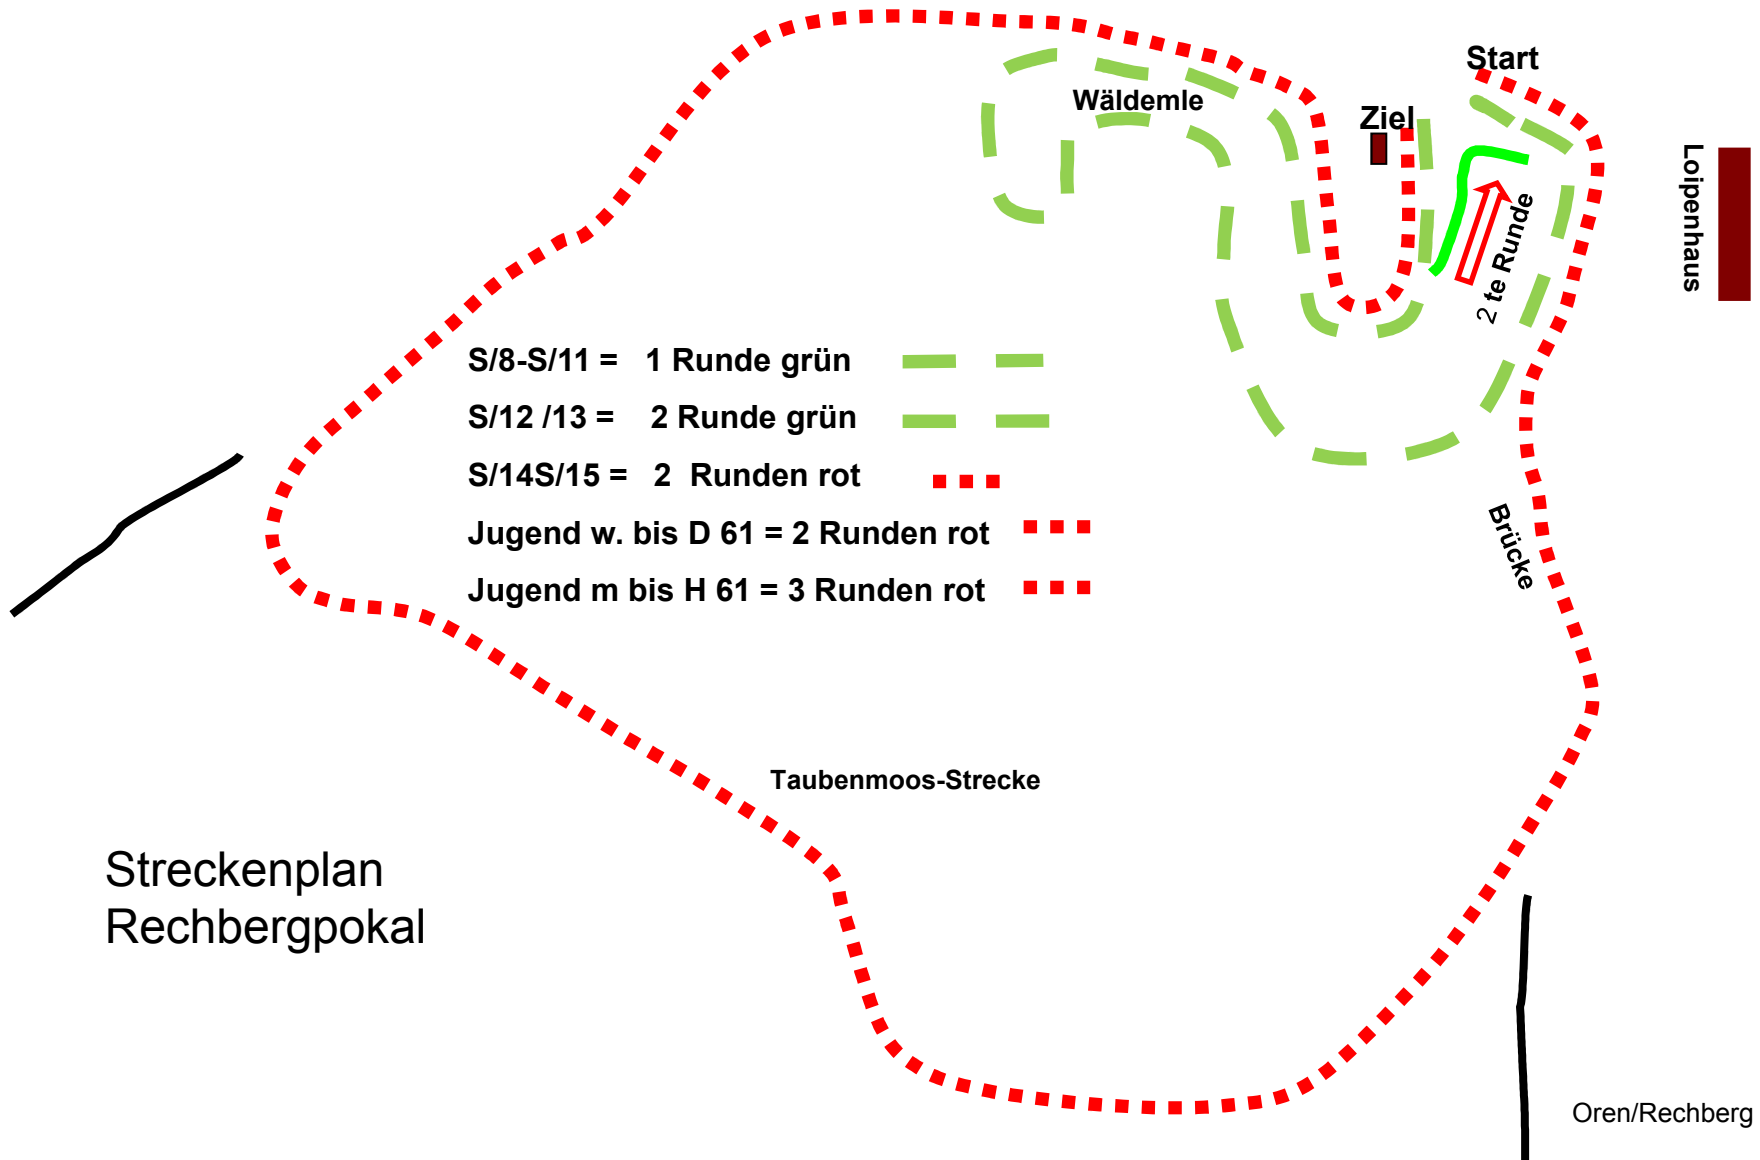 Start
Wäldemle
Ziel
Loipenhaus
2 te Runde
S/8-S/11 = 1 Runde grün
S/12 /13 = 2 Runde grün
S/14S/15 = 2 Runden rot
Jugend w. bis D 61 = 2 Runden rot
Jugend m bis H 61 = 3 Runden rot
Brücke
Taubenmoos-Strecke
Streckenplan
Rechbergpokal
Oren/Rechberg